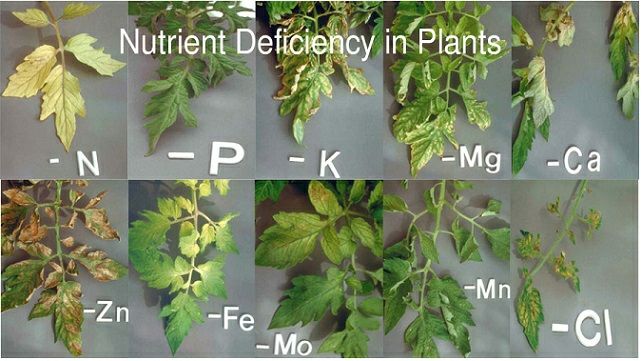 Nutrient Deficiency in Plants
- N
- P
- K
-Mg
-Ca
-Zn
-Fe
-Mo
-Mn
-Cl